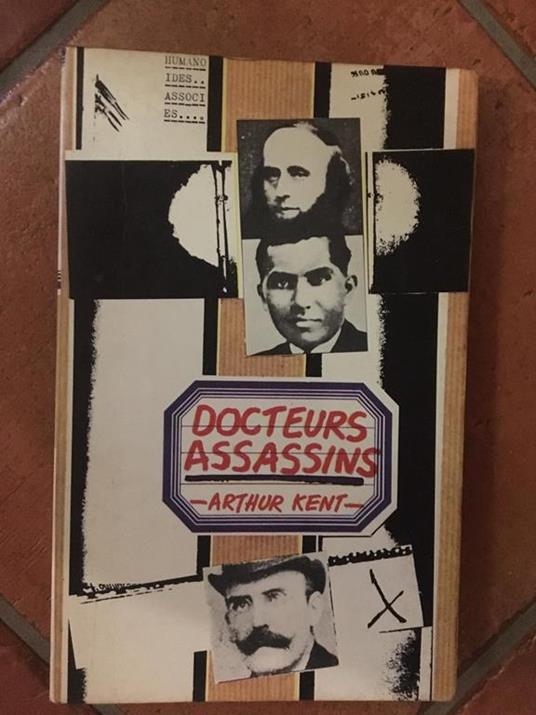 HUMANO
IDES..
ASSOCI
ES....
DOCTEURS
ASSASSINS
—ARTHUR KENT—
X